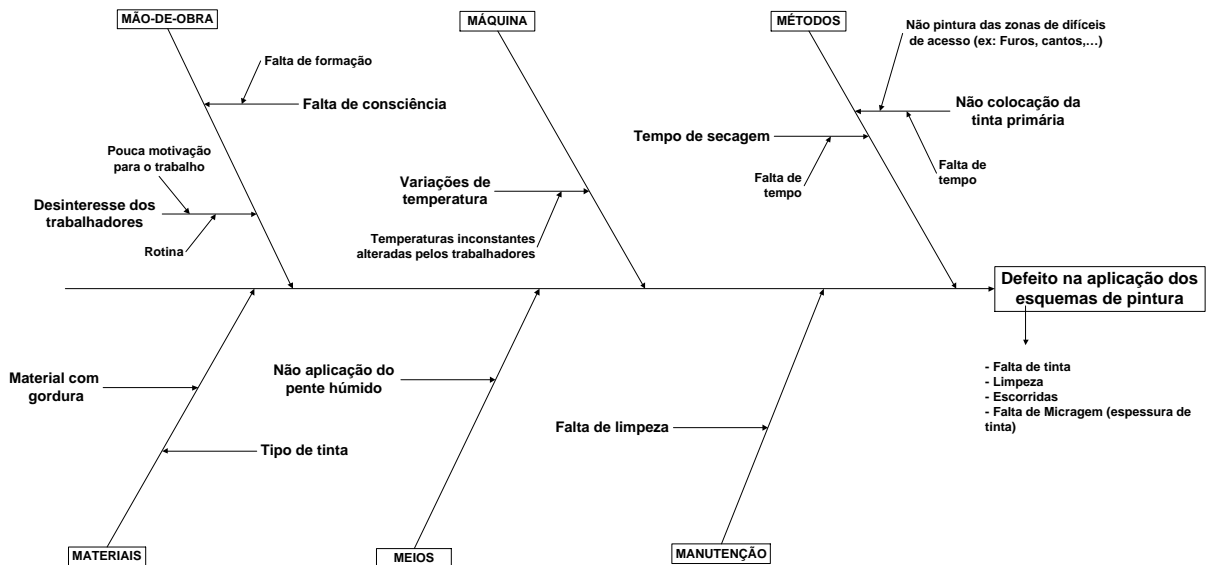 MÃO-DE-OBRA
MÁQUINA
MÉTODOS
Não pintura das zonas de difíceis
de acesso (ex: Furos, cantos,...)
Falta de formação
Falta de consciência
Não colocação da
tinta primária
Tempo de secagem
Pouca motivação
para o trabalho
Falta de
tempo
Falta de
tempo
Variações de
temperatura
Desinteresse dos
trabalhadores
Rotina
Temperaturas inconstantes
alteradas pelos trabalhadores
Defeito na aplicação dos
esquemas de pintura
Material com
gordura
Não aplicação do
pente húmido
- Falta de tinta
- Limpeza
- Escorridas
- Falta de Micragem (espessura de
tinta)
Falta de limpeza
Tipo de tinta
MATERIAIS
MEIOS
MANUTENÇÃO